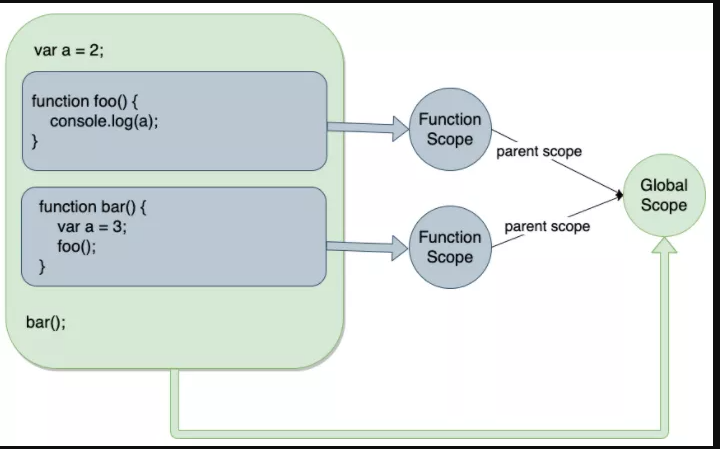 var a = 2;
function foo() {
console.log(a);
}
function bar() {
var a = 3;
foo();
}
bar();
Function
Scope
parent scope
Function
Scope
parent scope
Global
Scope